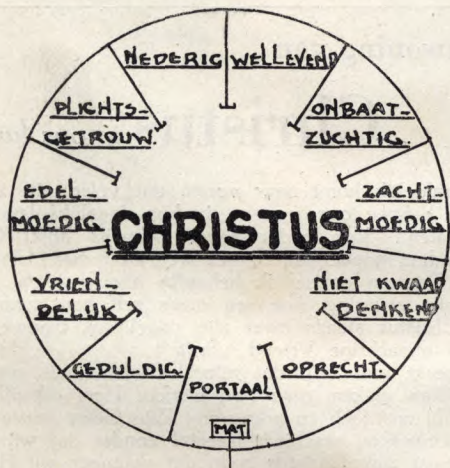 NEDERIG
WELLEVEND
ONBAAT-
ZUCHTIG.
ZACHT-
MOEDIG
NIET KWAAD
DENKEND
OPRECHT.
PORTAAL
MAT
GEDULDIG.
VRIEN-
DELIJK
EDEL-
MOEDIG
PLICHTS-
GETROUW.
CHRISTUS